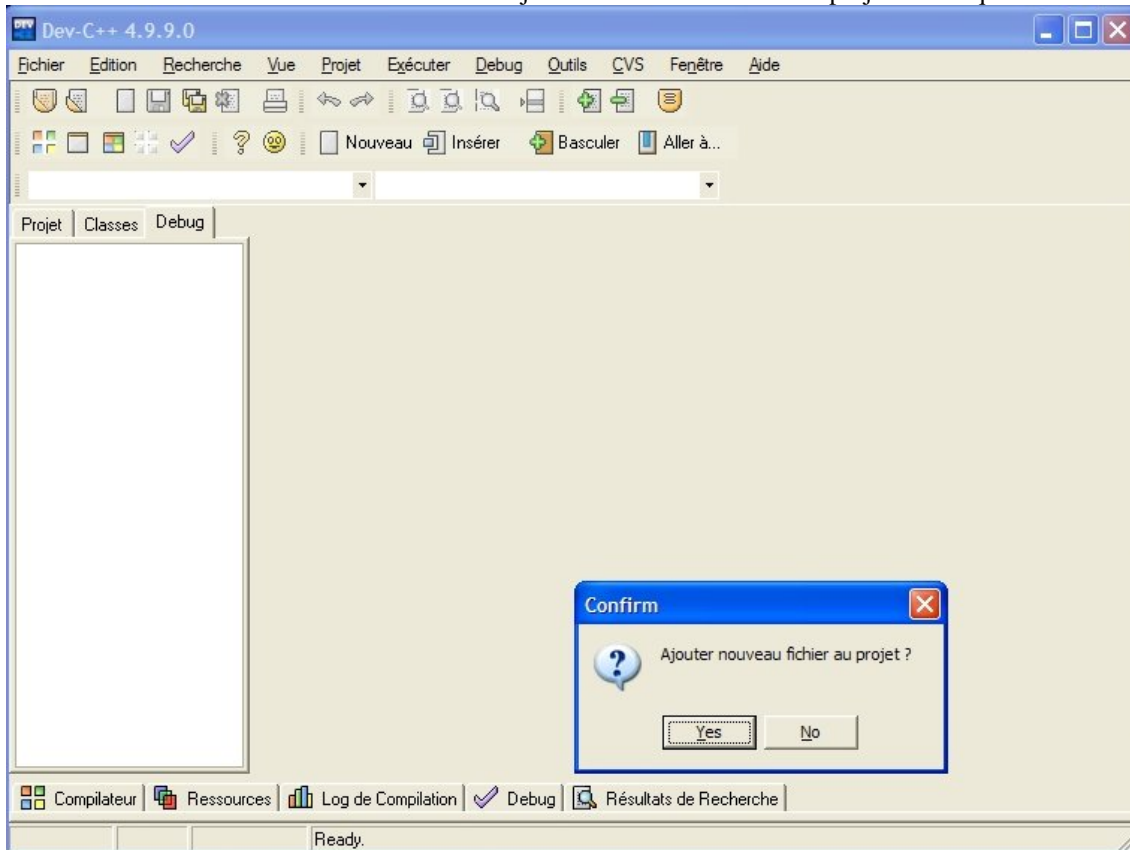 Dev-C++ 4.9.9.0
Fichier Edition Recherche Vue Projet Exécuter Debug Outils CVS Fenêtre Aide
Nouveau Insérer Basculer Aller à...
Projet Classes Debug
Confirm
Ajouter nouveau fichier au projet ?
Yes No
Compilateur Ressources Log de Compilation Debug Résultats de Recherche
Ready.